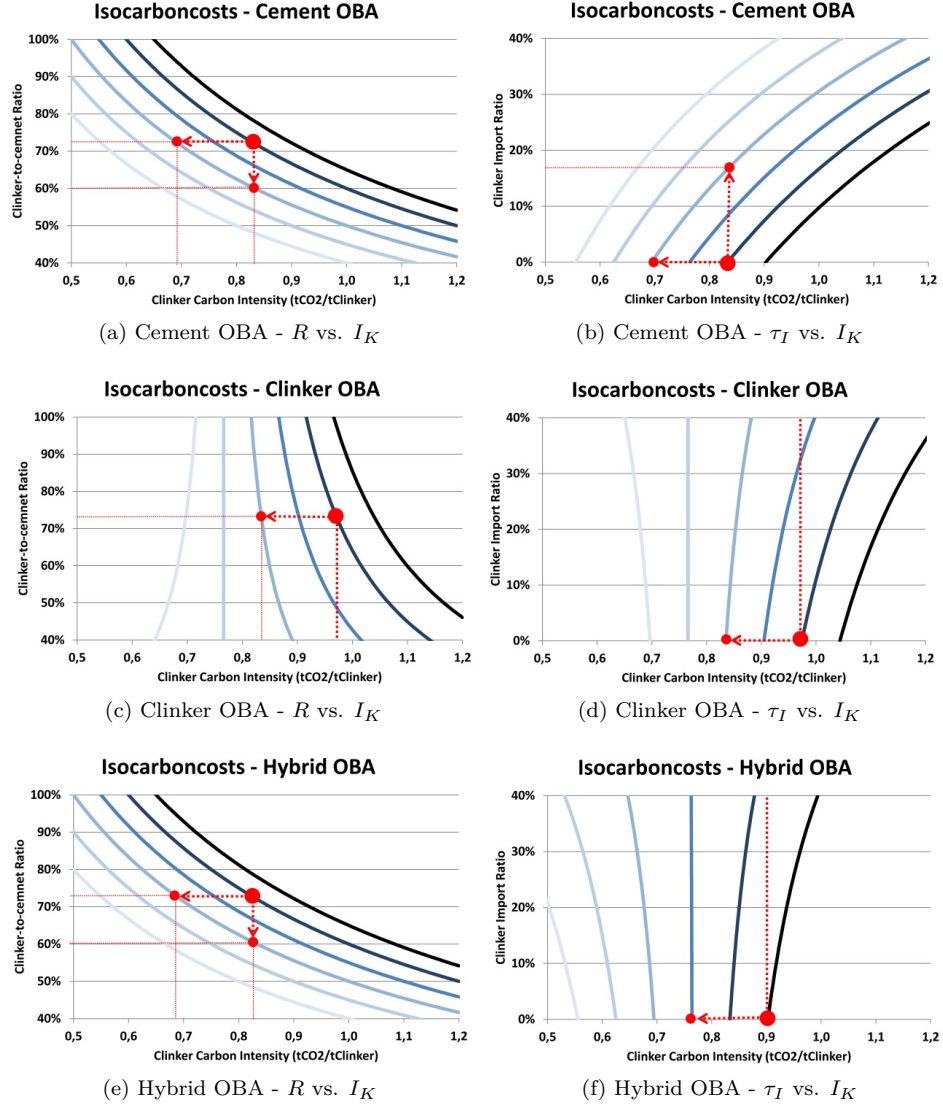 Isocarboncosts - Cement OBA
Clinker-to-cemnet Ratio
100%
90%
80%
70%
60%
50%
40%
0,5 0,6 0,7 0,8 0,9 1,0 1,1 1,2
Clinker Carbon Intensity (tCO2/tClinker)
(a) Cement OBA - R vs. I_K
Isocarboncosts - Cement OBA
Clinker Import Ratio
40%
30%
20%
10%
0%
0,5 0,6 0,7 0,8 0,9 1,0 1,1 1,2
Clinker Carbon Intensity (tCO2/tClinker)
(b) Cement OBA - τ_I vs. I_K
Isocarboncosts - Clinker OBA
Clinker-to-cemnet Ratio
100%
90%
80%
70%
60%
50%
40%
0,5 0,6 0,7 0,8 0,9 1,0 1,1 1,2
Clinker Carbon Intensity (tCO2/tClinker)
(c) Clinker OBA - R vs. I_K
Isocarboncosts - Clinker OBA
Clinker Import Ratio
40%
30%
20%
10%
0%
0,5 0,6 0,7 0,8 0,9 1,0 1,1 1,2
Clinker Carbon Intensity (tCO2/tClinker)
(d) Clinker OBA - τ_I vs. I_K
Isocarboncosts - Hybrid OBA
Clinker-to-cemnet Ratio
100%
90%
80%
70%
60%
50%
40%
0,5 0,6 0,7 0,8 0,9 1,0 1,1 1,2
Clinker Carbon Intensity (tCO2/tClinker)
(e) Hybrid OBA - R vs. I_K
Isocarboncosts - Hybrid OBA
Clinker Import Ratio
40%
30%
20%
10%
0%
0,5 0,6 0,7 0,8 0,9 1,0 1,1 1,2
Clinker Carbon Intensity (tCO2/tClinker)
(f) Hybrid OBA - τ_I vs. I_K